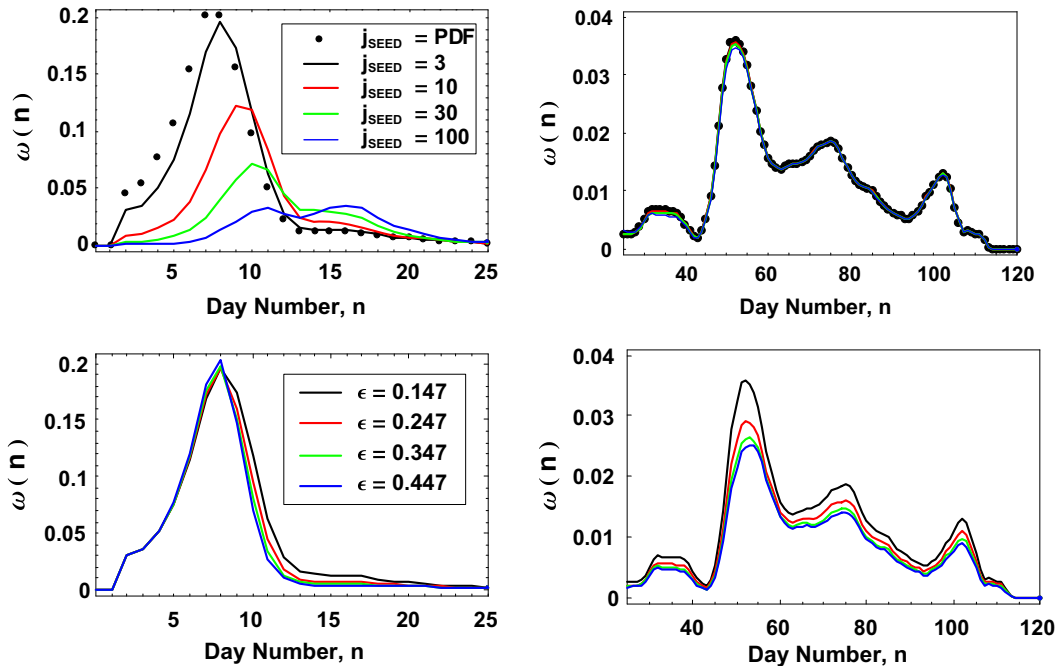 0.2
0.15
0.1
0.05
0
ω(n)
j_SEED = PDF
j_SEED = 3
j_SEED = 10
j_SEED = 30
j_SEED = 100
5 10 15 20 25
Day Number, n
0.04
0.03
0.02
0.01
0
ω(n)
40 60 80 100 120
Day Number, n
0.2
0.15
0.1
0.05
0
ω(n)
ϵ = 0.147
ϵ = 0.247
ϵ = 0.347
ϵ = 0.447
5 10 15 20 25
Day Number, n
0.04
0.03
0.02
0.01
0
ω(n)
40 60 80 100 120
Day Number, n